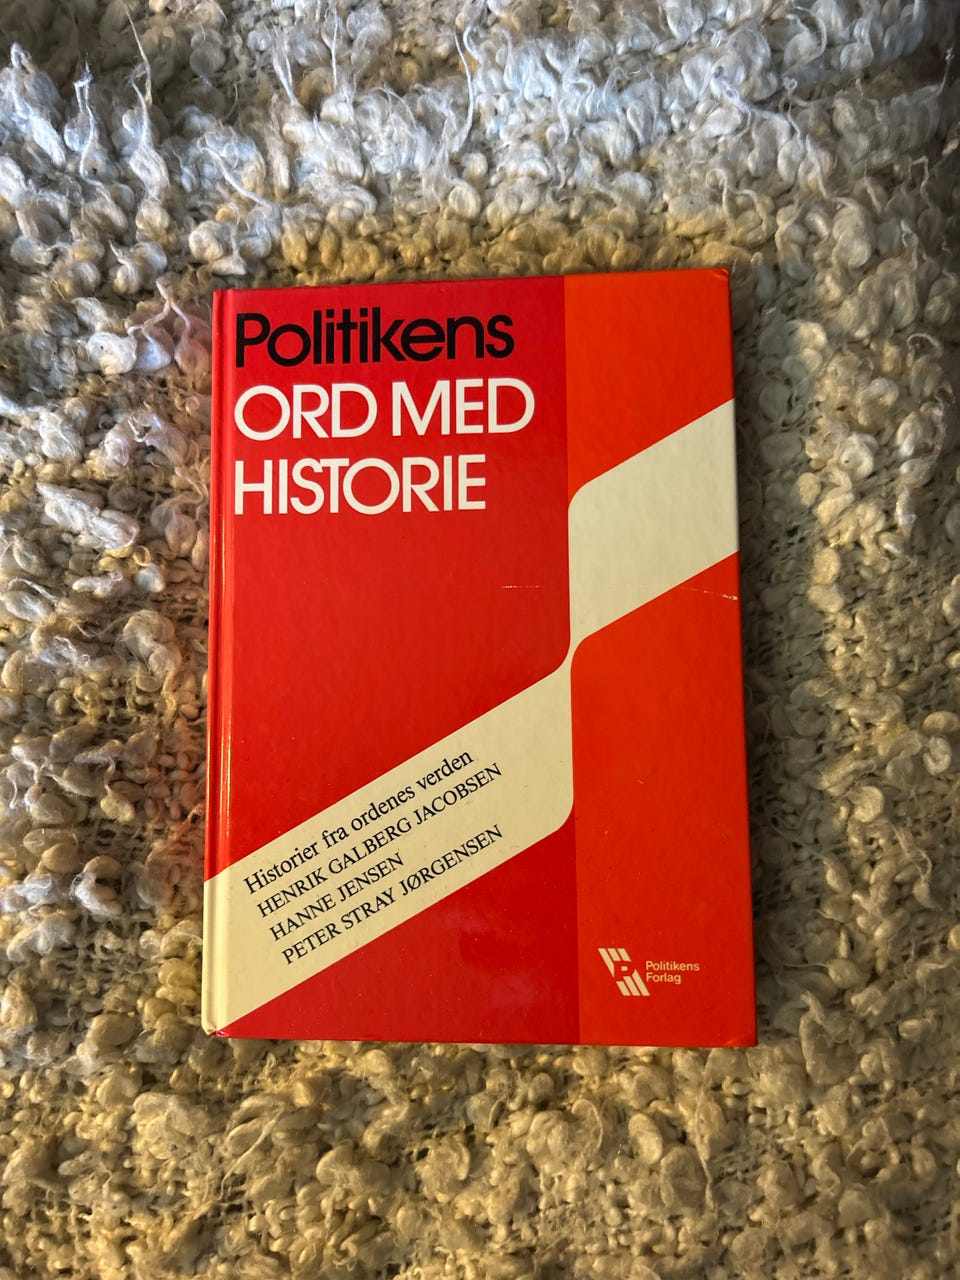 Politikens
ORD MED
HISTORIE
Historier fra ordenes verden
HENRIK GALBERG JACOBSEN
HANNE JENSEN
PETER STRAY JØRGENSEN
Politikens
Forlag